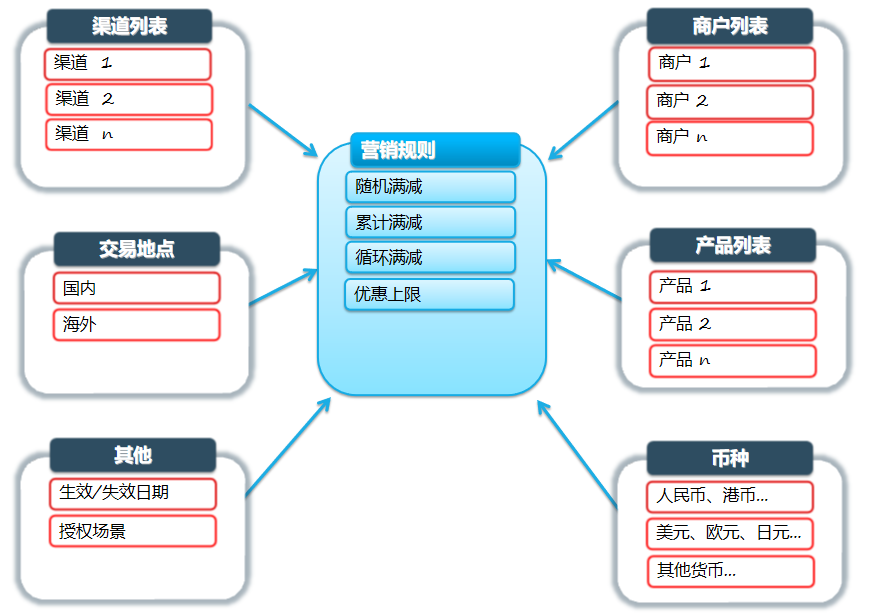 渠道列表
渠道 1
渠道 2
渠道 n
商户列表
商户 1
商户 2
商户 n
营销规则
随机满减
累计满减
循环满减
优惠上限
交易地点
国内
海外
产品列表
产品 1
产品 2
产品 n
其他
生效/失效日期
授权场景
币种
人民币、港币...
美元、欧元、日元...
其他货币...